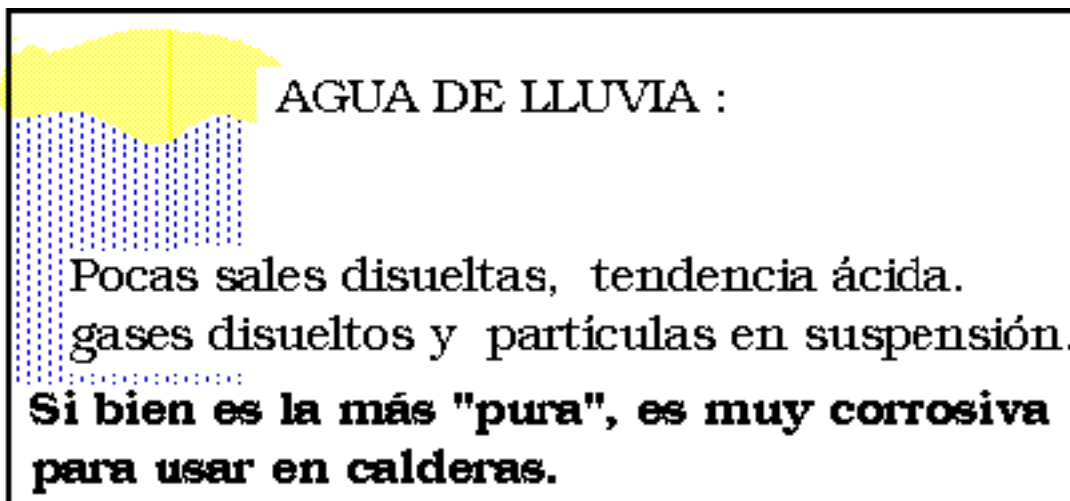 AGUA DE LLUVIA :
Pocas sales disueltas, tendencia ácida.
gases disueltos y partículas en suspensión.
Si bien es la más "pura", es muy corrosiva
para usar en calderas.